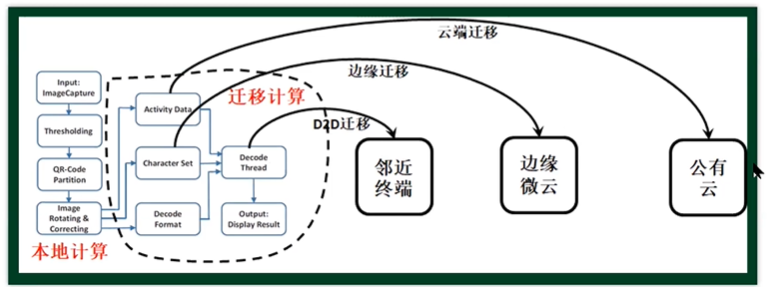 云端迁移
边缘迁移
迁移计算
D2D迁移
Input:
ImageCapture
Thresholding
QR-Code
Partition
Image
Rotating &
Correcting
本地计算
Activity Data
Character Set
Decode
Format
Decode
Thread
Output:
Display Result
邻近
终端
边缘
微云
公有
云